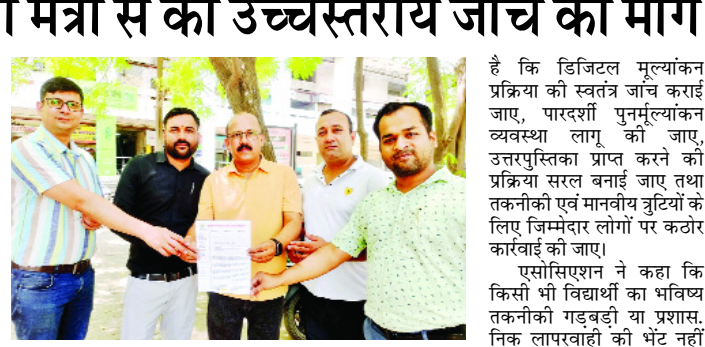 मंत्री से की उच्चस्तरीय जांच की मांग
है कि डिजिटल मूल्यांकन
प्रक्रिया की स्वतंत्र जांच कराई
जाए, पारदर्शी पुनर्मूल्यांकन
व्यवस्था लागू की जाए,
उत्तरपुस्तिका प्राप्त करने की
प्रक्रिया सरल बनाई जाए तथा
तकनीकी एवं मानवीय त्रुटियों के
लिए जिम्मेदार लोगों पर कठोर
कार्रवाई की जाए।
एसोसिएशन ने कहा कि
किसी भी विद्यार्थी का भविष्य
तकनीकी गड़बड़ी या प्रशास.
निक लापरवाही की भेंट नहीं